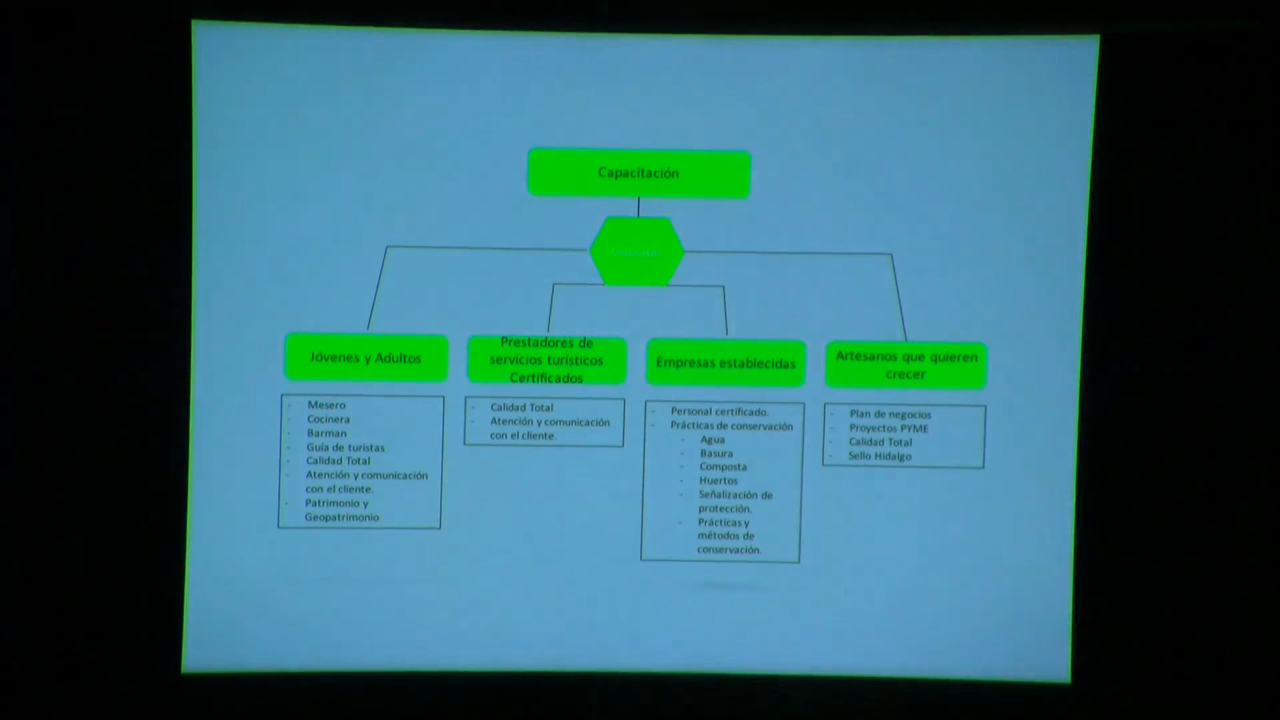 Capacitación
Jóvenes y Adultos
- Mesero
- Cocinera
- Barman
- Guía de turistas
- Calidad Total
- Atención y comunicación
con el cliente.
- Patrimonio y
Geopatrimonio
Prestadores de
servicios turísticos
Certificados
- Calidad Total
- Atención y comunicación
con el cliente.
Empresas establecidas
- Personal certificado.
- Prácticas de conservación
- Agua
- Basura
- Composta
- Huertos
- Señalización de
protección.
- Prácticas y
métodos de
conservación.
Artesanos que quieren
crecer
- Plan de negocios
- Proyectos PYME
- Calidad Total
- Sello Hidalgo